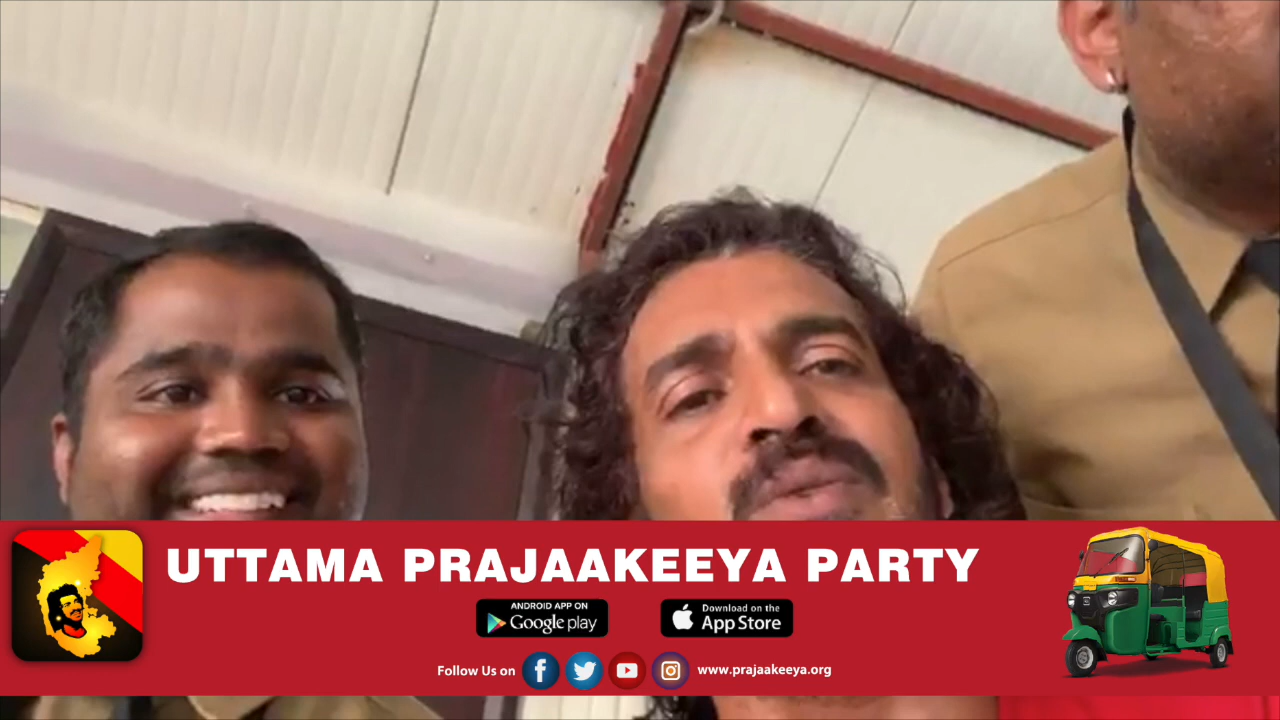 UTTAMA PRAJAAKEEYA PARTY
ANDROID APP ON
Google play
Download on the
App Store
Follow Us on
www.prajaakeeya.org